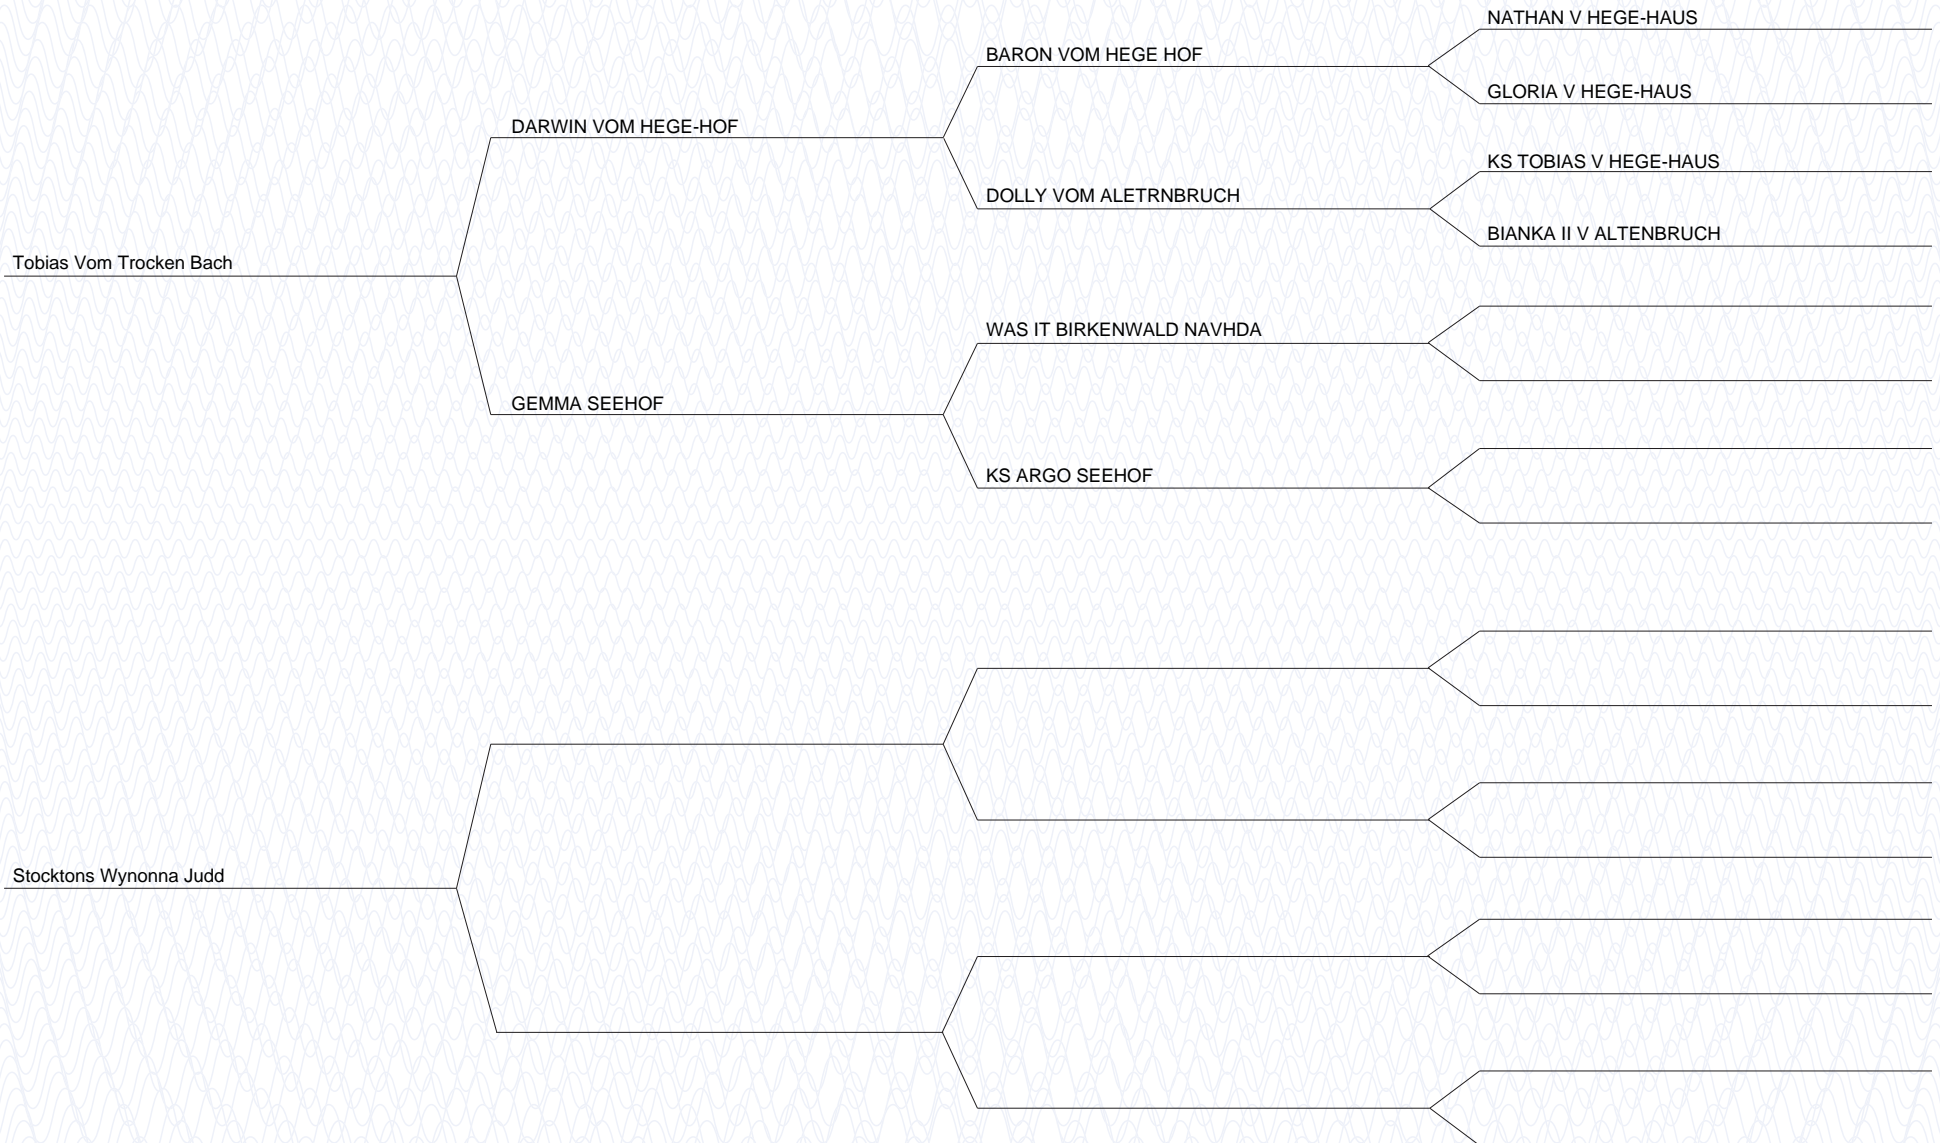 NATHAN V HEGE-HAUS
BARON VOM HEGE HOF
GLORIA V HEGE-HAUS
DARWIN VOM HEGE-HOF
KS TOBIAS V HEGE-HAUS
DOLLY VOM ALETRNBRUCH
BIANKA II V ALTENBRUCH
Tobias Vom Trocken Bach
WAS IT BIRKENWALD NAVHDA
GEMMA SEEHOF
KS ARGO SEEHOF
Stocktons Wynonna Judd